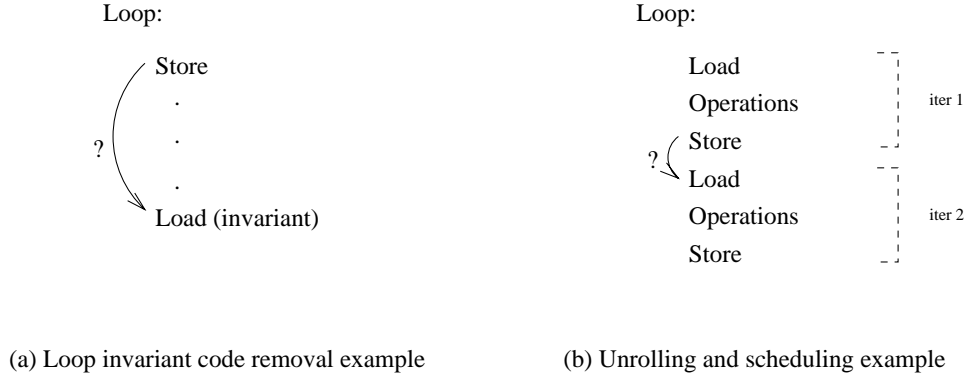 Loop:
Store
.
.
?
.
Load (invariant)
(a) Loop invariant code removal example
Loop:
Load
Operations
iter 1
Store
?
Load
Operations
iter 2
Store
(b) Unrolling and scheduling example